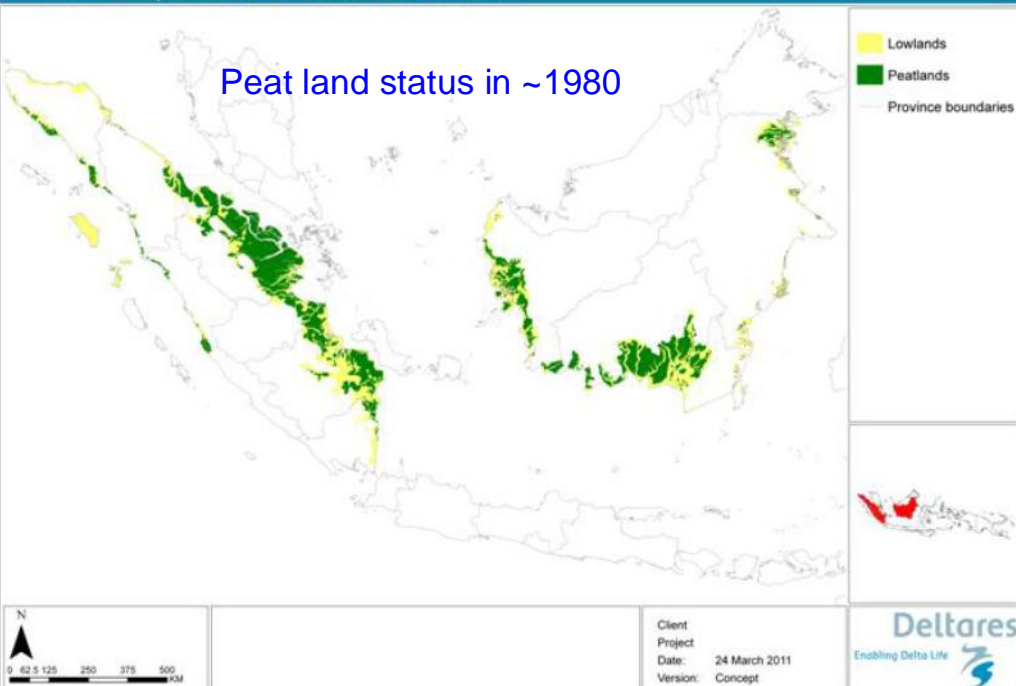 Peat land status in ~1980
Lowlands
Peatlands
Province boundaries
N
0 62.5 125 250 375 500
KM
Client
Project
Date: 24 March 2011
Version: Concept
Deltares
Enabling Delta Life